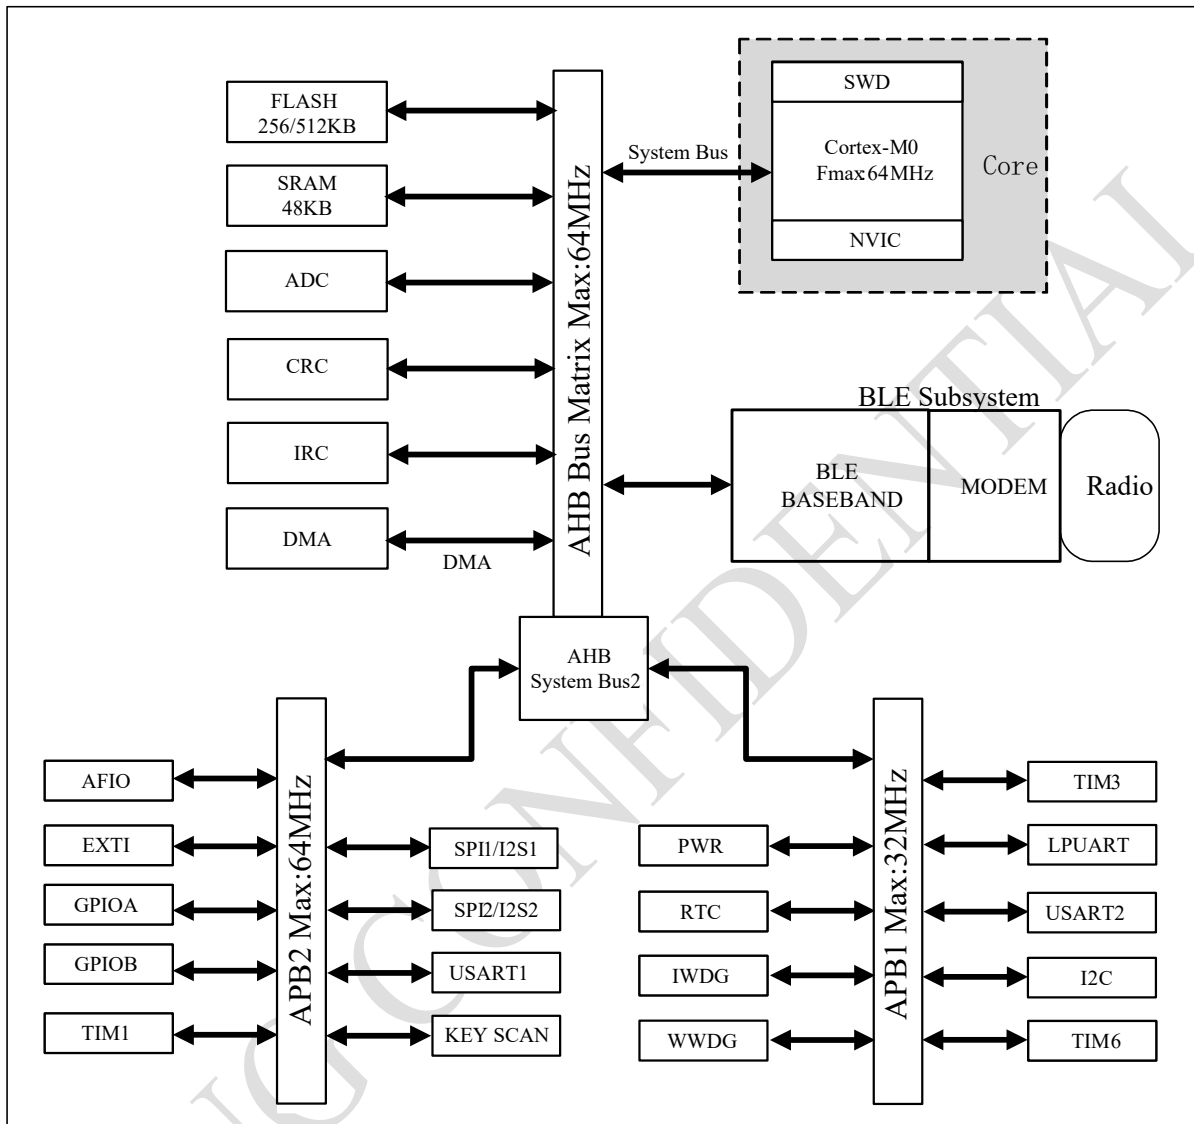 FLASH
256/512KB
SRAM
48KB
ADC
CRC
IRC
DMA
DMA
AHB Bus Matrix Max:64MHz
System Bus
SWD
Cortex-M0
Fmax:64MHz
NVIC
Core
BLE Subsystem
BLE
BASEBAND
MODEM
Radio
AHB
System Bus2
APB2 Max:64MHz
AFIO
EXTI
GPIOA
GPIOB
TIM1
SPI1/I2S1
SPI2/I2S2
USART1
KEY SCAN
APB1 Max:32MHz
PWR
RTC
IWDG
WWDG
TIM3
LPUART
USART2
I2C
TIM6
NG CONFIDENTIAL